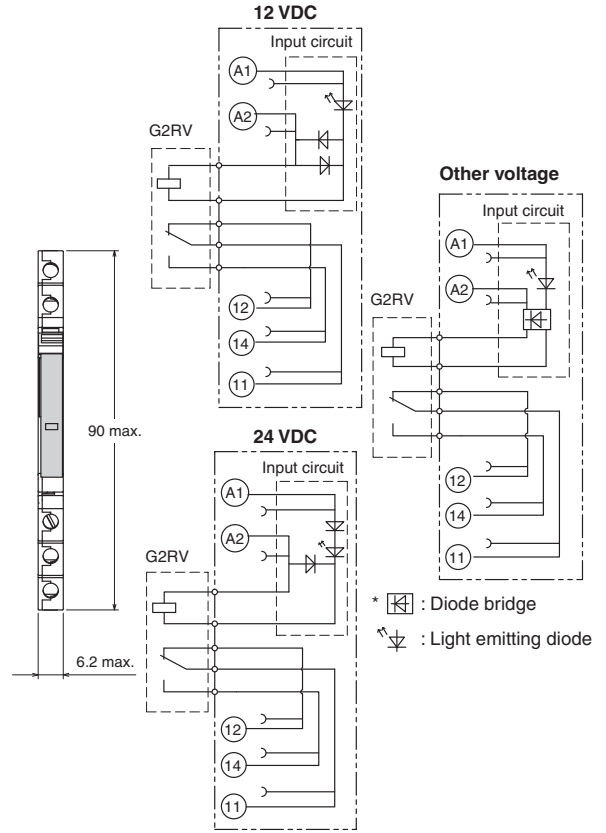 12 VDC
Input circuit
A1
A2
G2RV
12
14
11
Other voltage
Input circuit
A1
A2
G2RV
12
14
11
90 max.
6.2 max.
24 VDC
Input circuit
A1
A2
G2RV
12
14
11
* : Diode bridge
: Light emitting diode